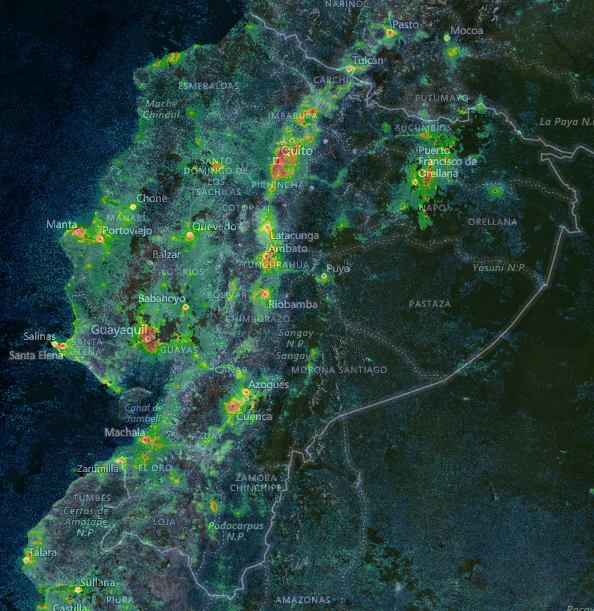 NARIÑO
Pasto
Mocoa
Tulcán
CARCHI
ESMERALDAS
PUTUMAYO
Mache
Chindul
IMBABURA
La Paya N.P.
SUCUMBIOS
Quito
Puerto
Francisco de
Orellana
SANTO
DOMINGO DE
LOS
TSÁCHILAS
PICHINCHA
Chone
COTOPAXI
NAPO
MANABÍ
ORELLANA
Manta
Portoviejo
Quevedo
Latacunga
Ambato
Balzar
TUNGURAHUA
Yasuni N.P.
LOS RÍOS
Puyo
Babahoyo
BOLÍVAR
Riobamba
PASTAZA
CHIMBORAZO
Guayaquil
Salinas
Sangay
N.P.
Sangay
SANTA
ELENA
Santa Elena
GUAYAS
CAÑAR
MORONA SANTIAGO
Azogues
Canal de
Jambelí
Cuenca
Machala
AZUAY
Zarumilla
EL ORO
ZAMORA
CHINCHIPE
TUMBES
Cerros de
Amotape
N.P.
LOJA
Podocarpus
N.P.
Talara
Sullana
PIURA
AMAZONAS
Castilla